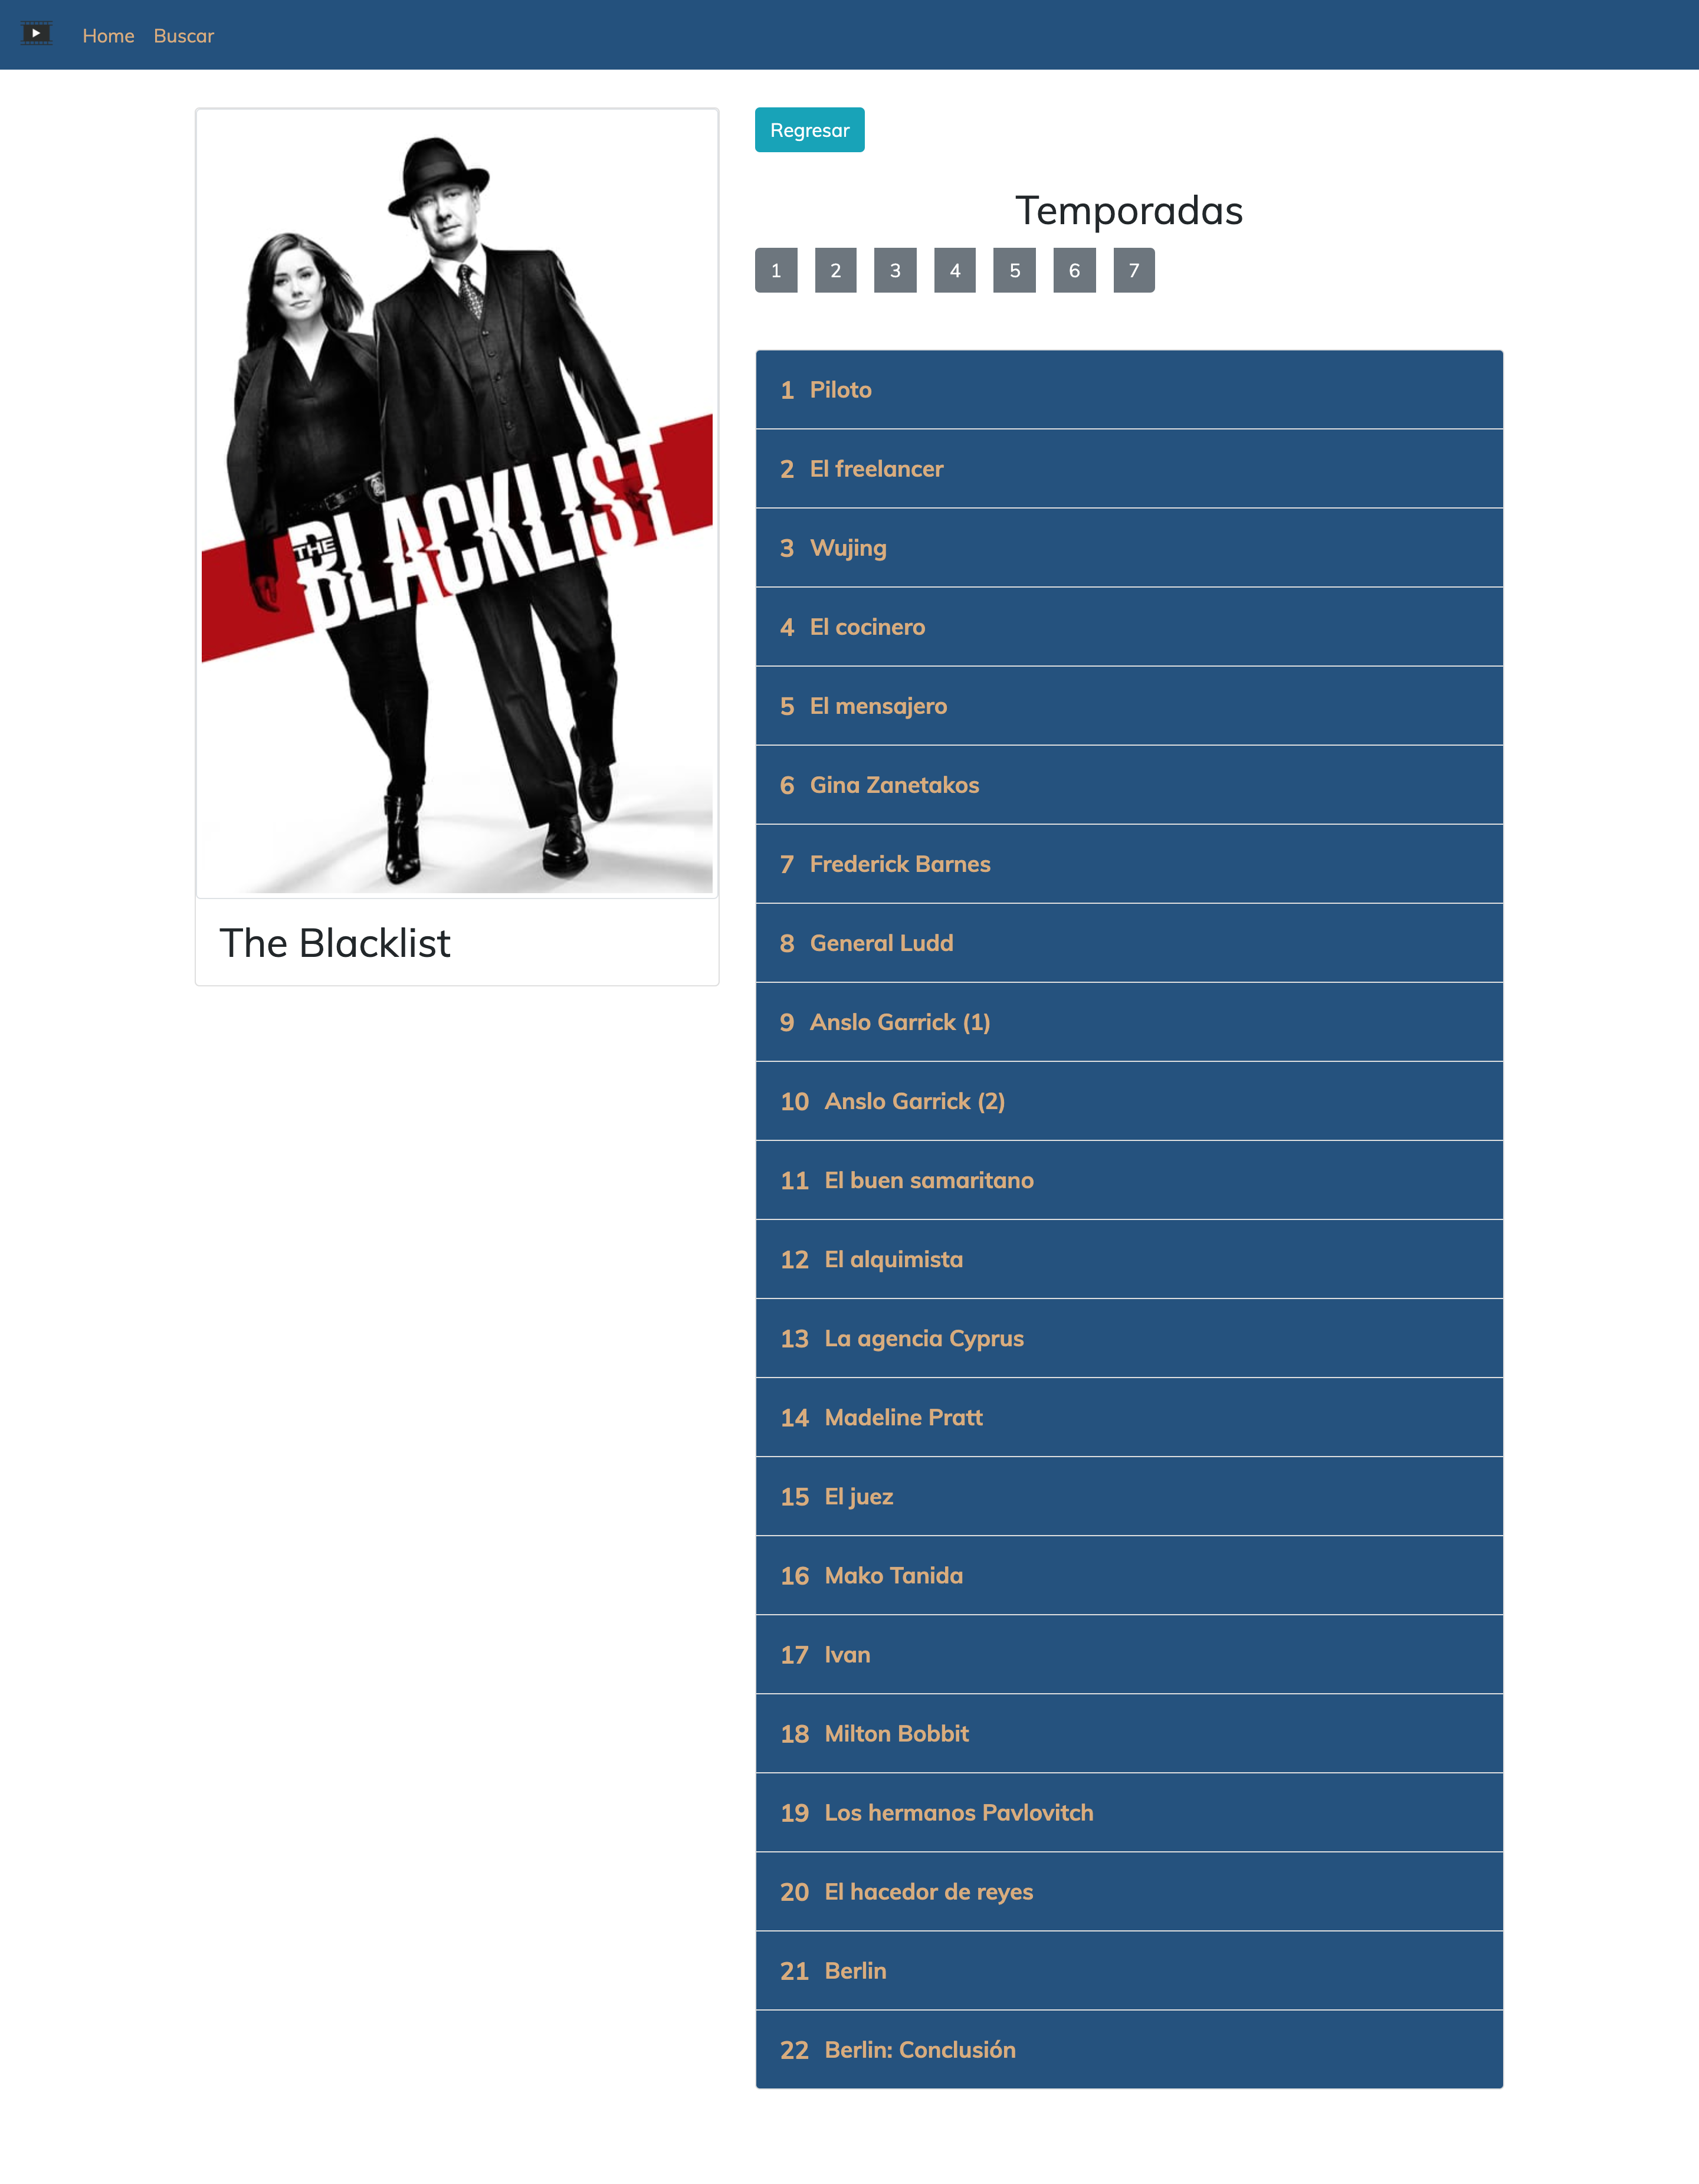 Home Buscar
THE BLACKLIST
The Blacklist
Regresar
Temporadas
1 2 3 4 5 6 7
1 Piloto
2 El freelancer
3 Wujing
4 El cocinero
5 El mensajero
6 Gina Zanetakos
7 Frederick Barnes
8 General Ludd
9 Anslo Garrick (1)
10 Anslo Garrick (2)
11 El buen samaritano
12 El alquimista
13 La agencia Cyprus
14 Madeline Pratt
15 El juez
16 Mako Tanida
17 Ivan
18 Milton Bobbit
19 Los hermanos Pavlovitch
20 El hacedor de reyes
21 Berlin
22 Berlin: Conclusión